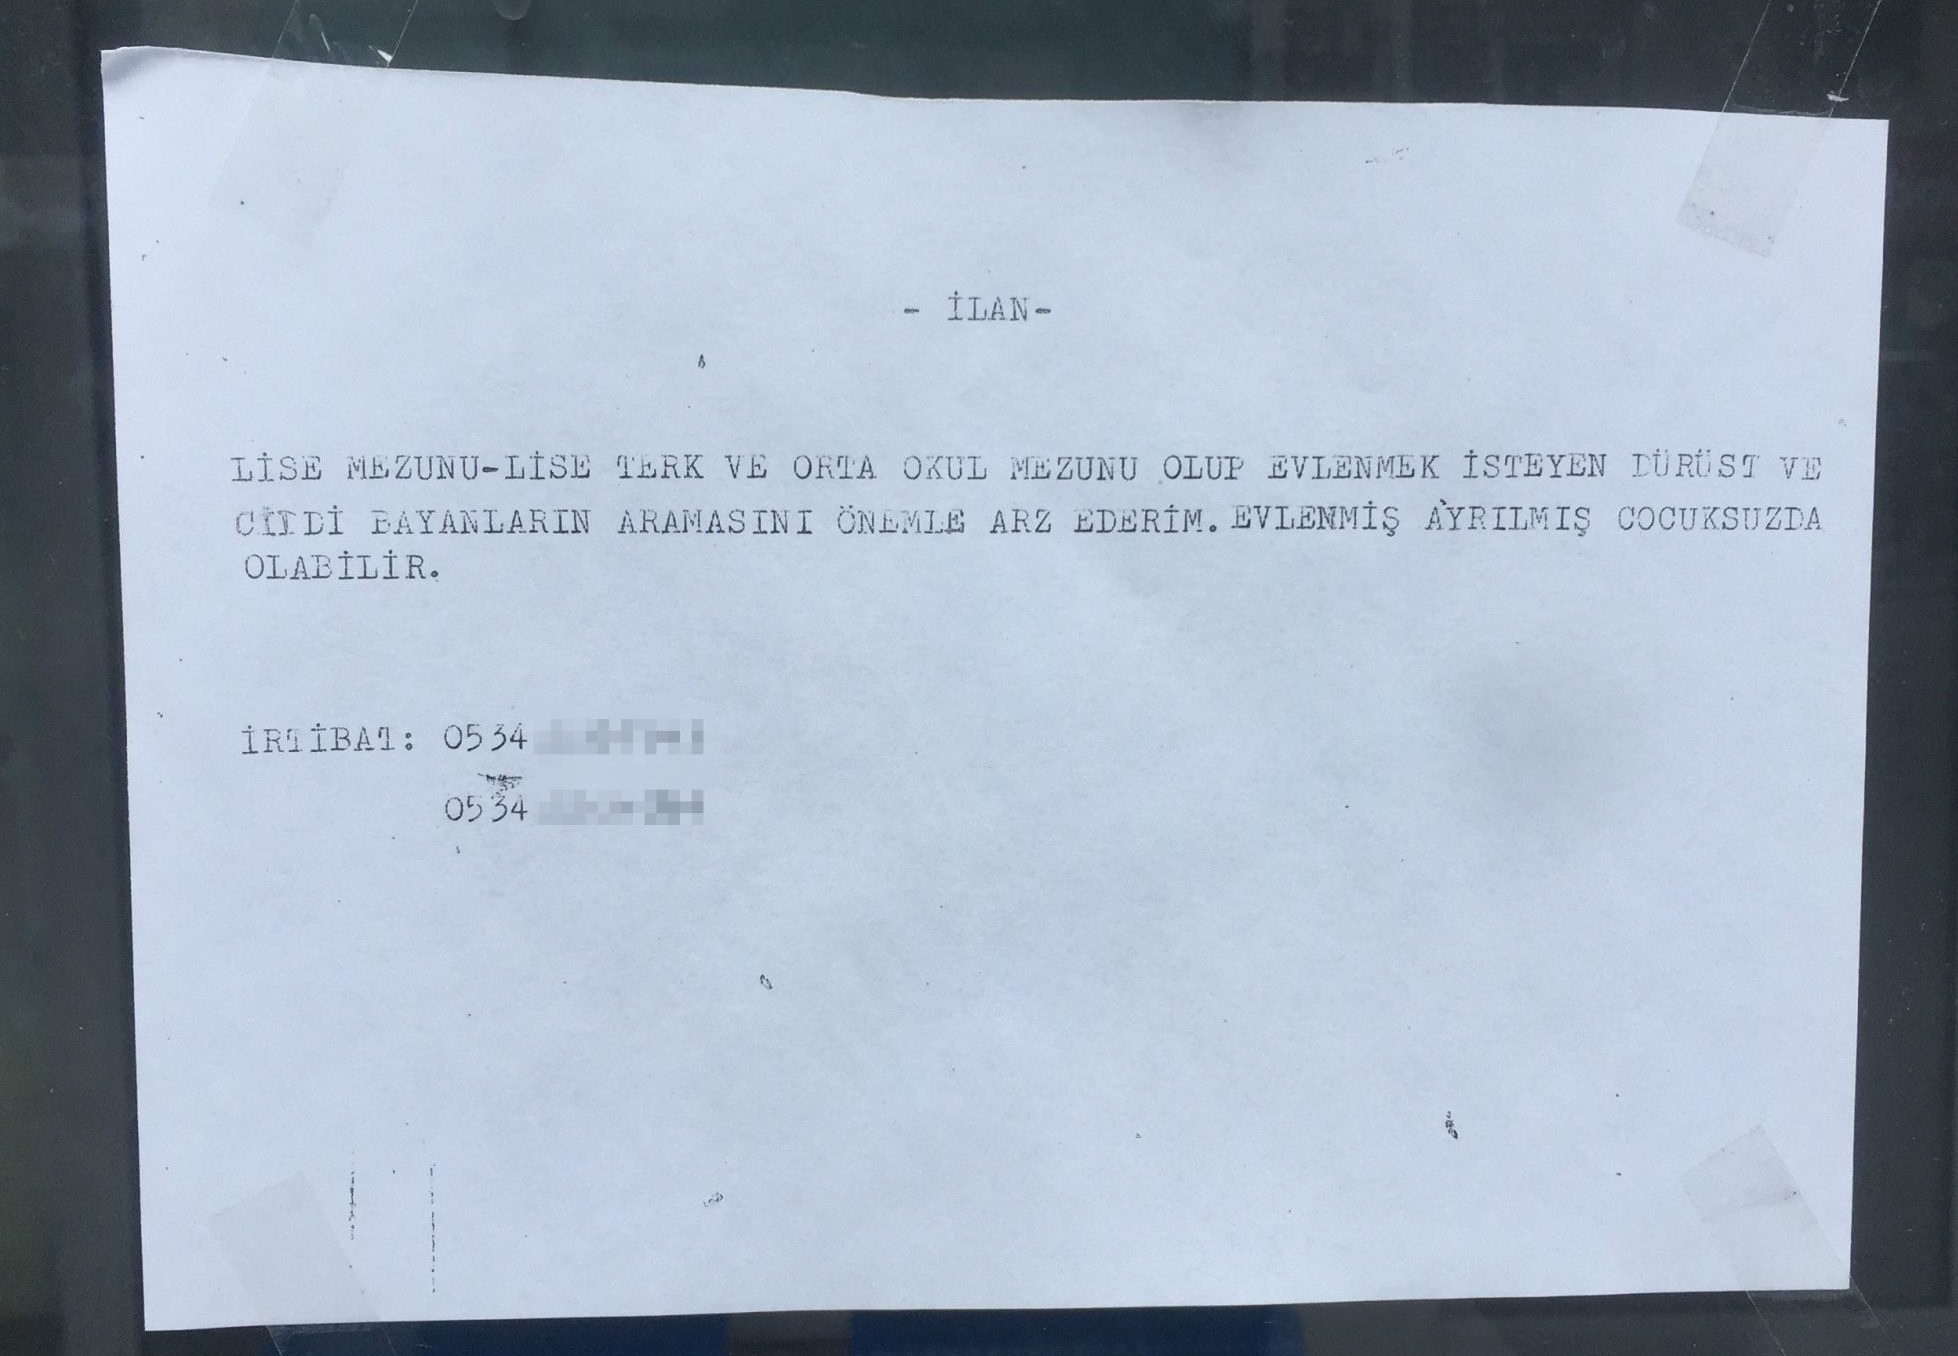 - İLAN-
LİSE MEZUNU-LİSE TERK VE ORTA OKUL MEZUNU OLUP EVLENMEK İSTEYEN DÜRÜST VE
CİDDİ BAYANLARIN ARAMASINI ÖNEMLE ARZ EDERİM. EVLENMİŞ AYRILMIŞ COCUKSUZDA
OLABİLİR.
İRTİBAT: 0534
0534